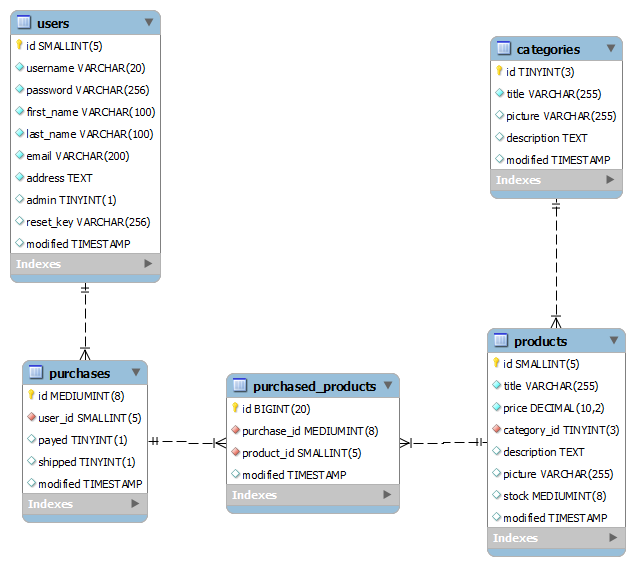 users
id SMALLINT(5)
username VARCHAR(20)
password VARCHAR(256)
first_name VARCHAR(100)
last_name VARCHAR(100)
email VARCHAR(200)
address TEXT
admin TINYINT(1)
reset_key VARCHAR(256)
modified TIMESTAMP
Indexes
categories
id TINYINT(3)
title VARCHAR(255)
picture VARCHAR(255)
description TEXT
modified TIMESTAMP
Indexes
purchases
id MEDIUMINT(8)
user_id SMALLINT(5)
payed TINYINT(1)
shipped TINYINT(1)
modified TIMESTAMP
Indexes
purchased_products
id BIGINT(20)
purchase_id MEDIUMINT(8)
product_id SMALLINT(5)
modified TIMESTAMP
Indexes
products
id SMALLINT(5)
title VARCHAR(255)
price DECIMAL(10,2)
category_id TINYINT(3)
description TEXT
picture VARCHAR(255)
stock MEDIUMINT(8)
modified TIMESTAMP
Indexes